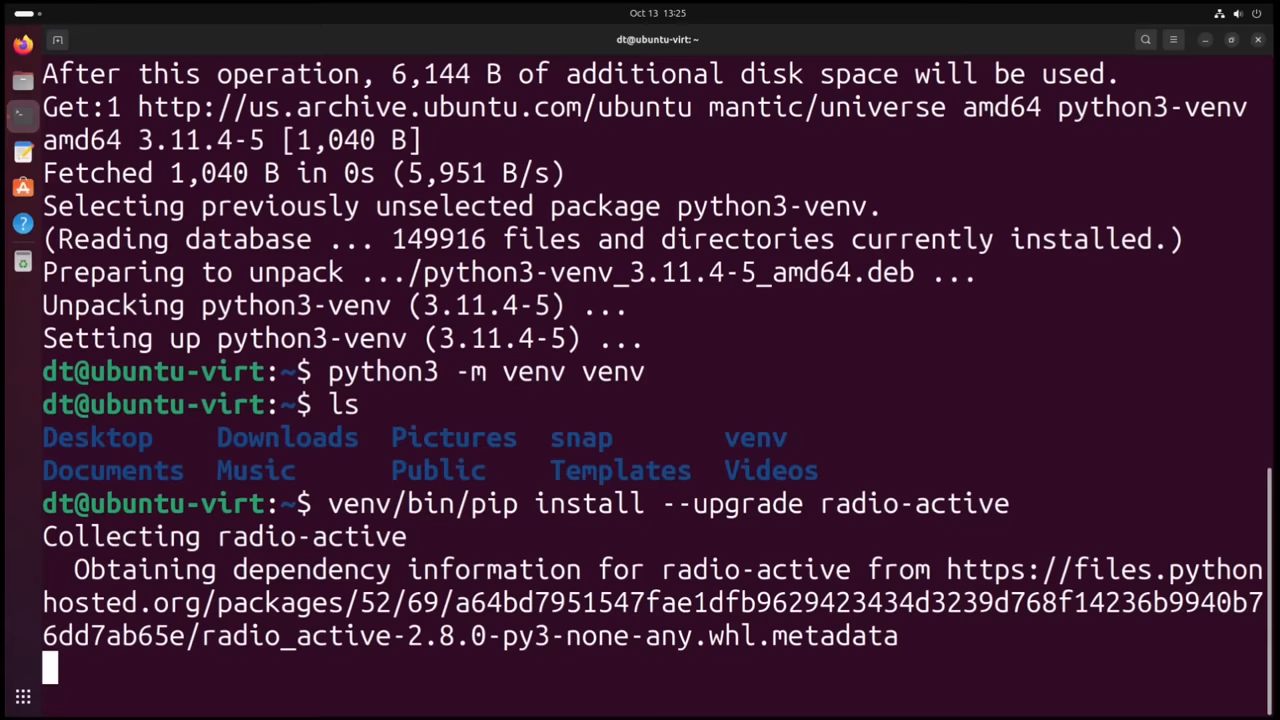 Oct 13 13:25
dt@ubuntu-virt: ~
After this operation, 6,144 B of additional disk space will be used.
Get:1 http://us.archive.ubuntu.com/ubuntu mantic/universe amd64 python3-venv
amd64 3.11.4-5 [1,040 B]
Fetched 1,040 B in 0s (5,951 B/s)
Selecting previously unselected package python3-venv.
(Reading database ... 149916 files and directories currently installed.)
Preparing to unpack .../python3-venv_3.11.4-5_amd64.deb ...
Unpacking python3-venv (3.11.4-5) ...
Setting up python3-venv (3.11.4-5) ...
dt@ubuntu-virt:~$ python3 -m venv venv
dt@ubuntu-virt:~$ ls
Desktop Downloads Pictures snap venv
Documents Music Public Templates Videos
dt@ubuntu-virt:~$ venv/bin/pip install --upgrade radio-active
Collecting radio-active
Obtaining dependency information for radio-active from https://files.python
hosted.org/packages/52/69/a64bd7951547fae1dfb9629423434d3239d768f14236b9940b7
6dd7ab65e/radio_active-2.8.0-py3-none-any.whl.metadata